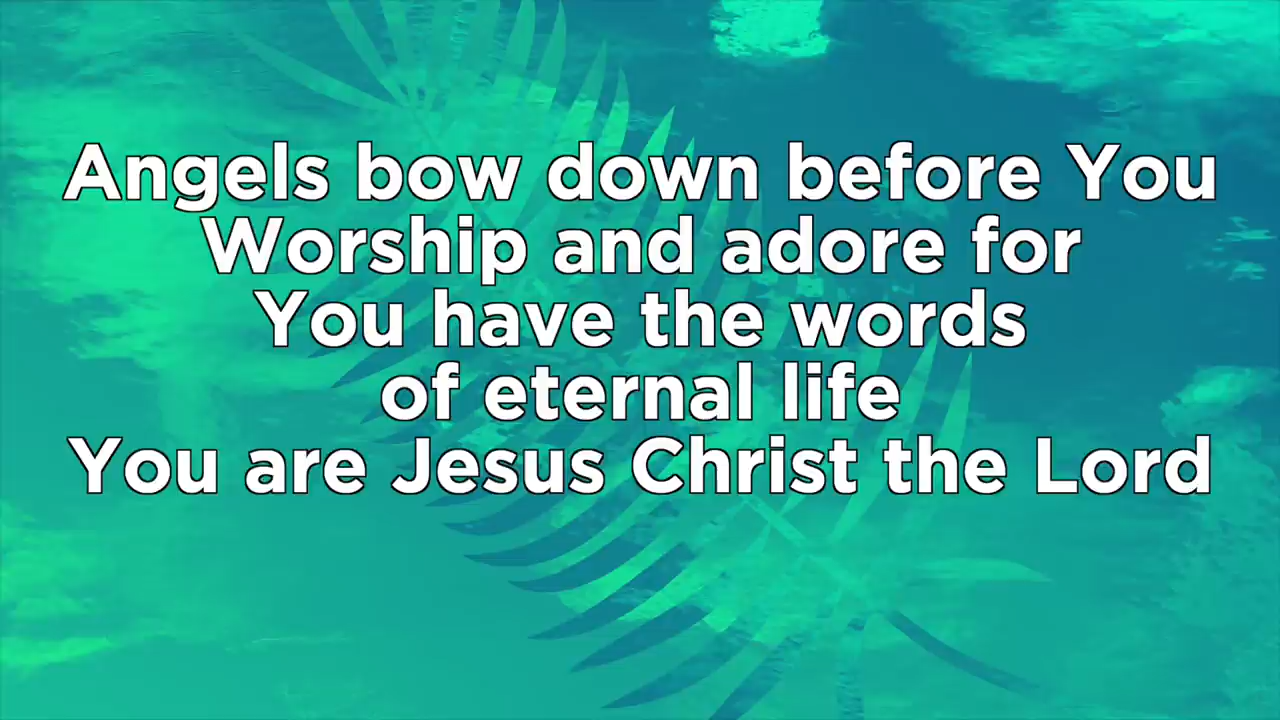 Angels bow down before You
Worship and adore for
You have the words
of eternal life
You are Jesus Christ the Lord